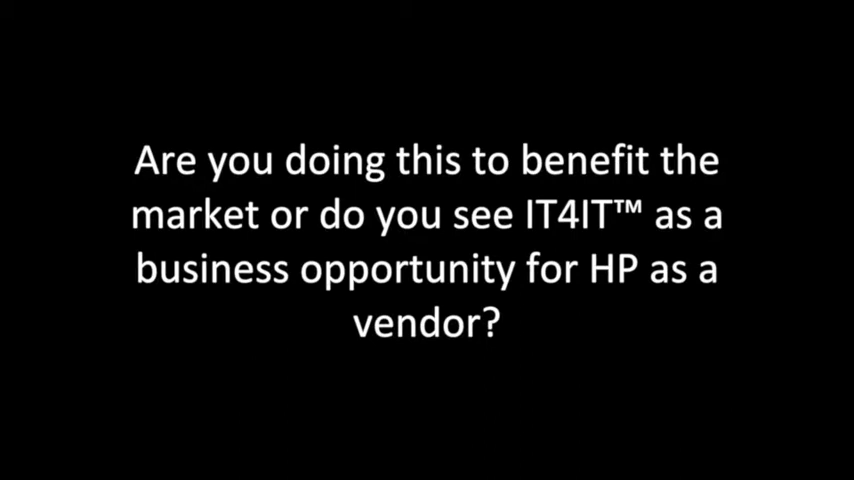 Are you doing this to benefit the
market or do you see IT4IT™ as a
business opportunity for HP as a
vendor?